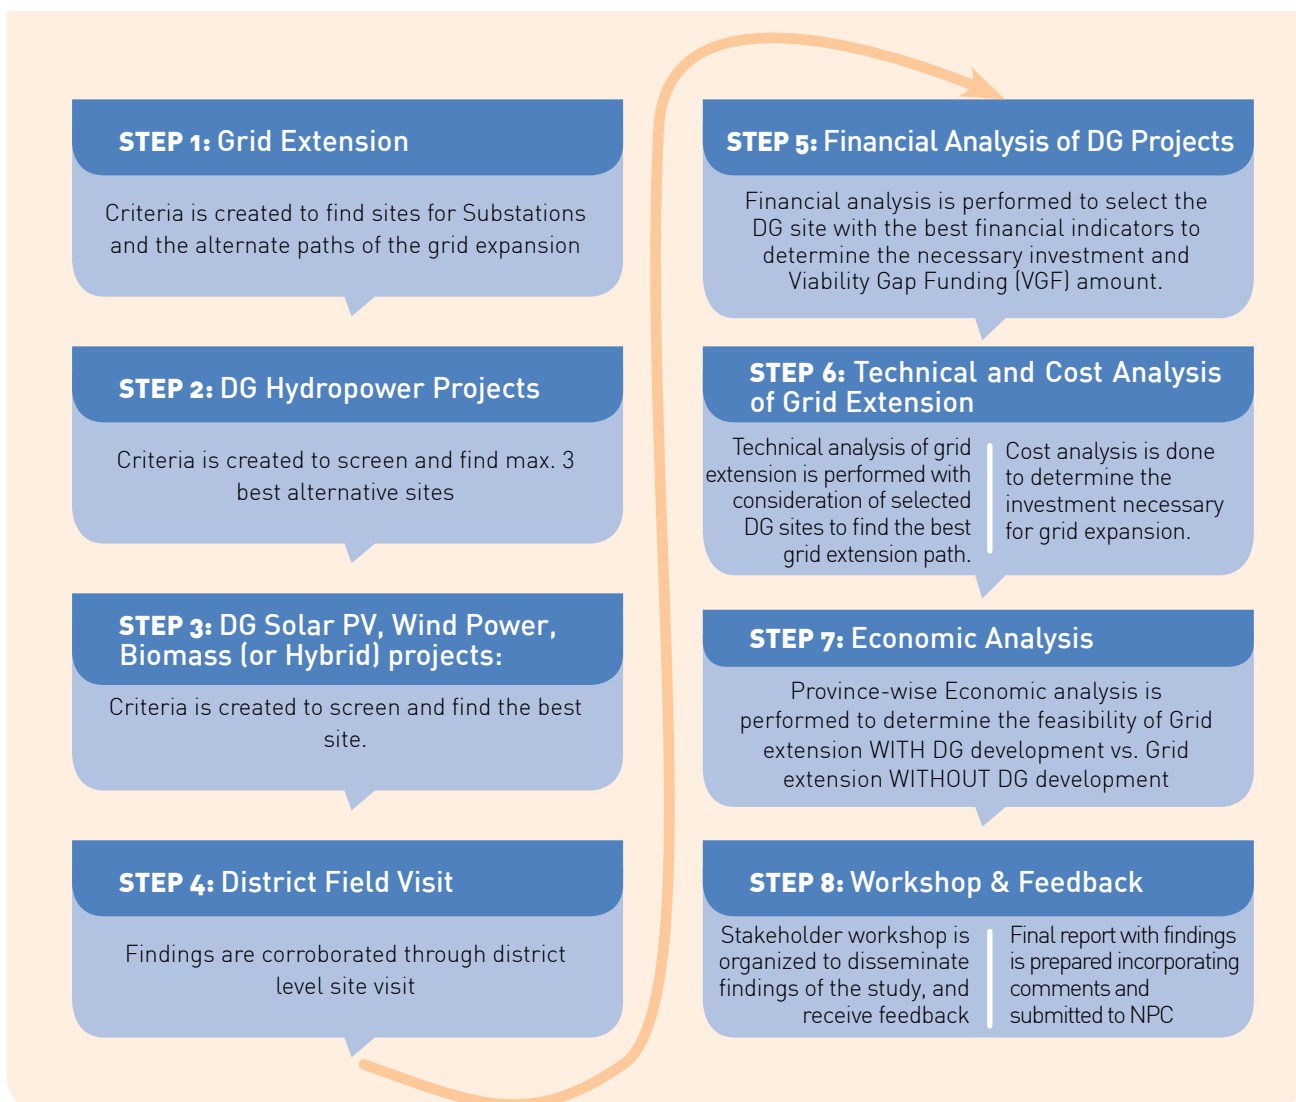 STEP 1: Grid Extension
Criteria is created to find sites for Substations
and the alternate paths of the grid expansion
STEP 2: DG Hydropower Projects
Criteria is created to screen and find max. 3
best alternative sites
STEP 3: DG Solar PV, Wind Power,
Biomass (or Hybrid) projects:
Criteria is created to screen and find the best
site.
STEP 4: District Field Visit
Findings are corroborated through district
level site visit
STEP 5: Financial Analysis of DG Projects
Financial analysis is performed to select the
DG site with the best financial indicators to
determine the necessary investment and
Viability Gap Funding (VGF) amount.
STEP 6: Technical and Cost Analysis
of Grid Extension
Technical analysis of grid
extension is performed with
consideration of selected
DG sites to find the best
grid extension path.
Cost analysis is done
to determine the
investment necessary
for grid expansion.
STEP 7: Economic Analysis
Province-wise Economic analysis is
performed to determine the feasibility of Grid
extension WITH DG development vs. Grid
extension WITHOUT DG development
STEP 8: Workshop & Feedback
Stakeholder workshop is
organized to disseminate
findings of the study, and
receive feedback
Final report with findings
is prepared incorporating
comments and
submitted to NPC